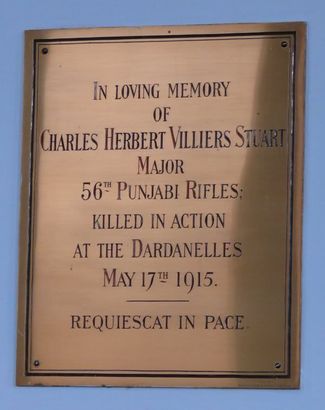 In loving memory
of
Charles Herbert Villiers Stuart
Major
56th Punjabi Rifles:
killed in action
at the Dardanelles
May 17th 1915.
Requiescat in pace.